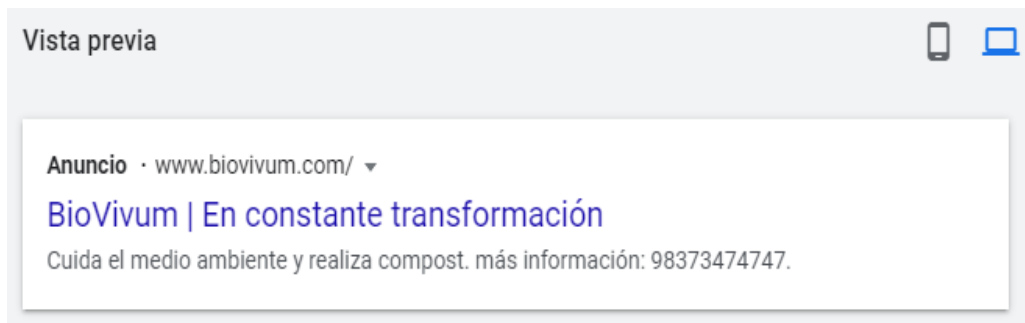 Vista previa
Anuncio · www.biovivum.com/
BioVivum | En constante transformación
Cuida el medio ambiente y realiza compost. más información: 98373474747.